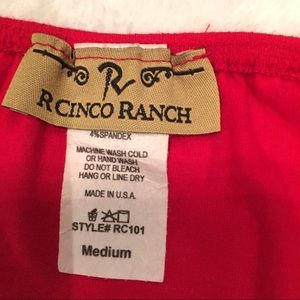 R
R CINCO RANCH
4%SPANDEX
MACHINE WASH COLD
OR HAND WASH
DO NOT BLEACH
HANG OR LINE DRY
MADE IN U.S.A.
STYLE# RC101
Medium